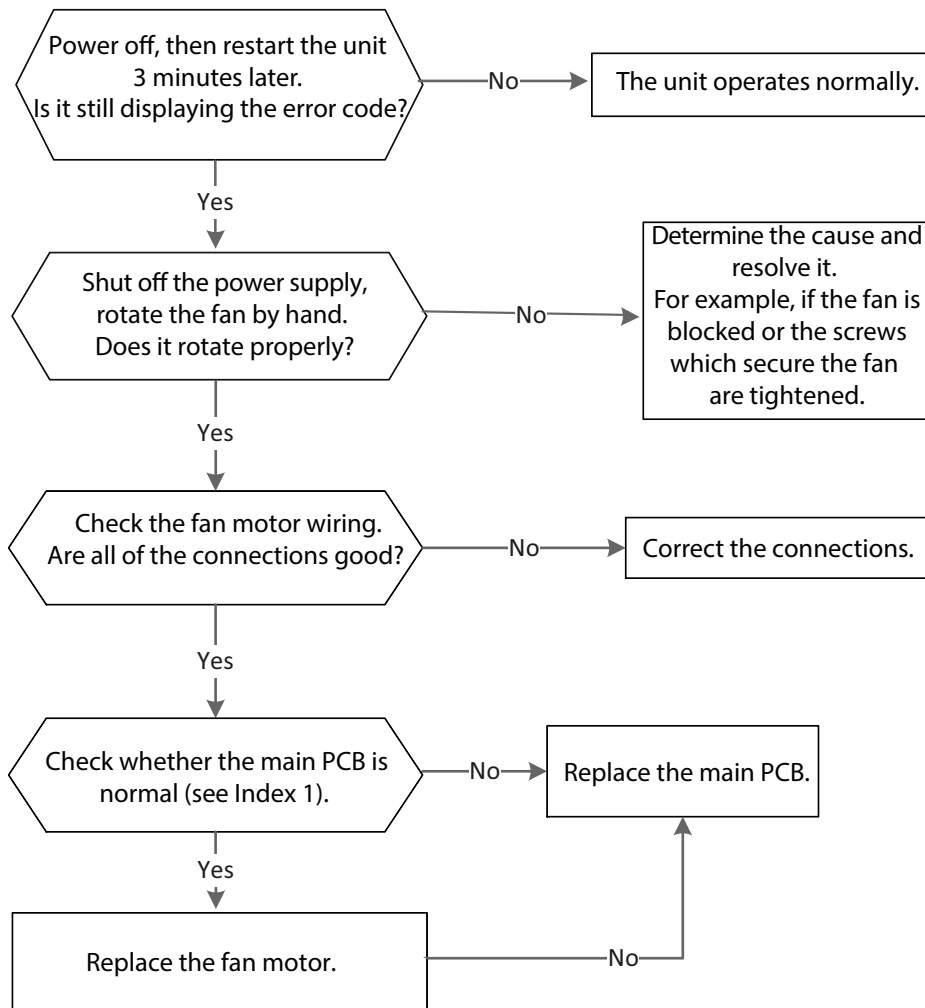 Power off, then restart the unit
3 minutes later.
Is it still displaying the error code?
No
The unit operates normally.
Yes
Shut off the power supply,
rotate the fan by hand.
Does it rotate properly?
No
Determine the cause and
resolve it.
For example, if the fan is
blocked or the screws
which secure the fan
are tightened.
Yes
Check the fan motor wiring.
Are all of the connections good?
No
Correct the connections.
Yes
Check whether the main PCB is
normal (see Index 1).
No
Replace the main PCB.
Yes
Replace the fan motor.
No